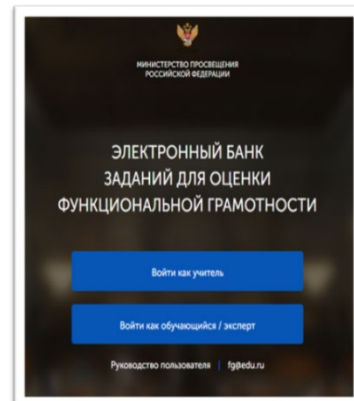 МИНИСТЕРСТВО ПРОСВЕЩЕНИЯ
РОССИЙСКОЙ ФЕДЕРАЦИИ
ЭЛЕКТРОННЫЙ БАНК
ЗАДАНИЙ ДЛЯ ОЦЕНКИ
ФУНКЦИОНАЛЬНОЙ ГРАМОТНОСТИ
Войти как учитель
Войти как обучающийся / эксперт
Руководство пользователя | fg@edu.ru